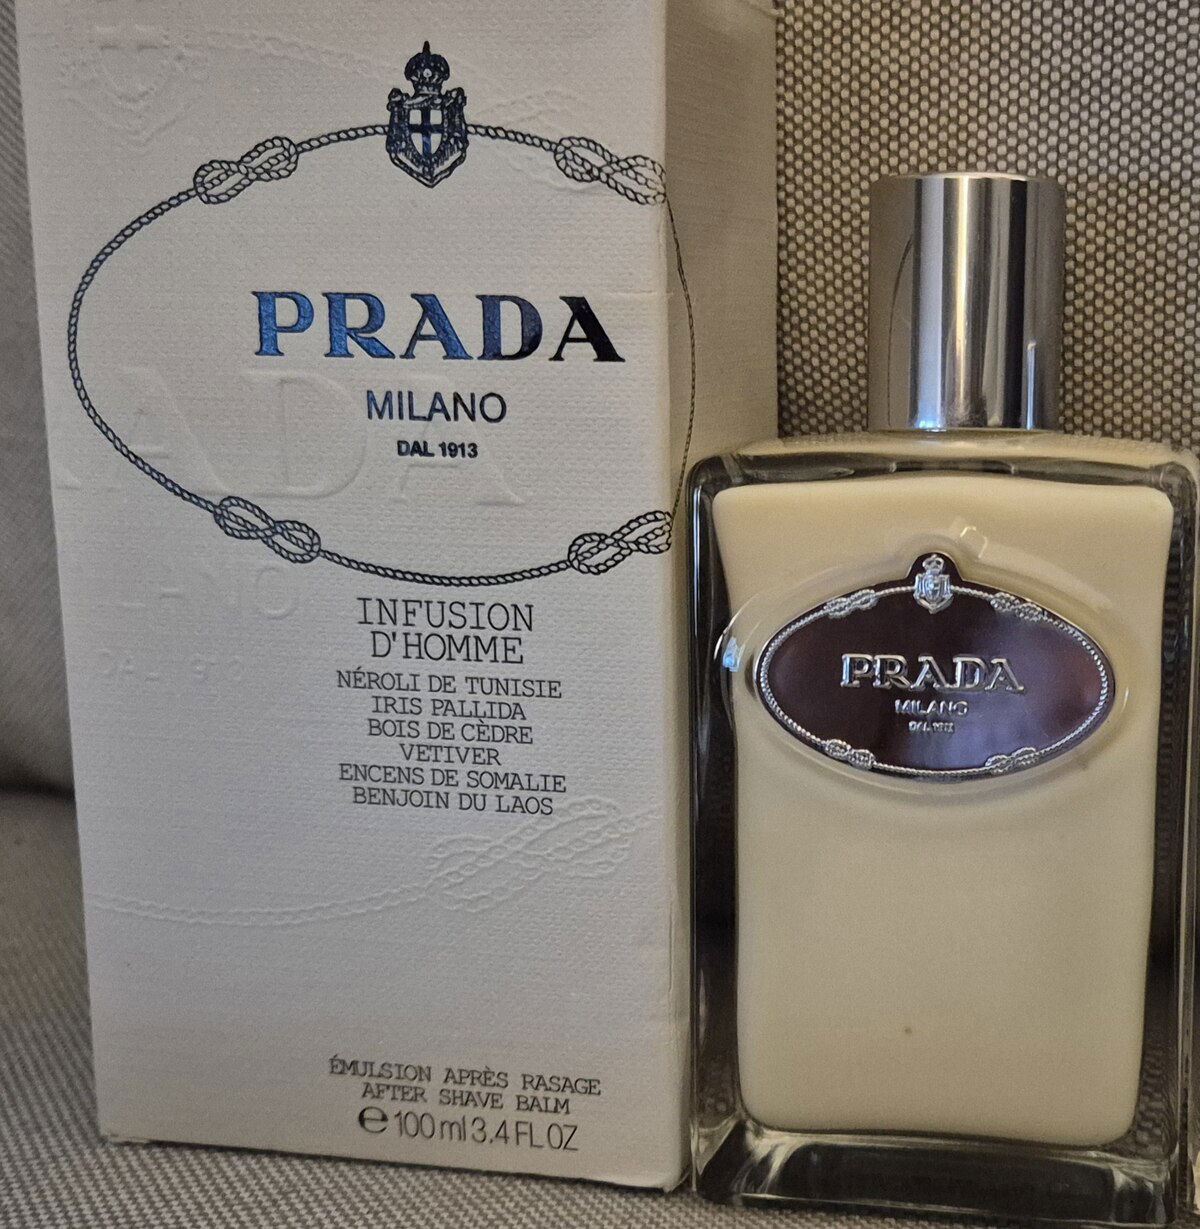 PRADA
MILANO
DAL 1913
INFUSION
D'HOMME
NÉROLI DE TUNISIE
IRIS PALLIDA
BOIS DE CÈDRE
VETIVER
ENCENS DE SOMALIE
BENJOIN DU LAOS
ÉMULSION APRÈS RASAGE
AFTER SHAVE BALM
℮ 100 ml 3,4 FL OZ
PRADA
MILANO
DAL 1913